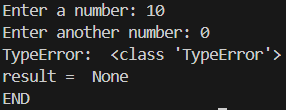 Enter a number: 10
Enter another number: 0
TypeError:  <class 'TypeError'>
result =  None
END